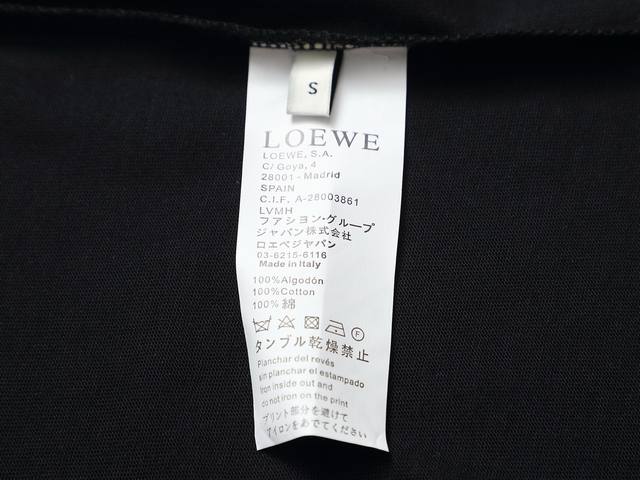 S
LOEWE
LOEWE, S.A.
C/ Goya, 4
28001 - Madrid
SPAIN
C.I.F. A-28003861
LVMH
ファション・グループ
ジャパン株式会社
ロエベジャパン
03-6215-6116
Made in Italy
100%Algodón
100%Cotton
100%綿
F
タンブル乾燥禁止
Planchar del revés
sin planchar el estampado
Iron inside out and
do not iron on the print
プリント部分を避けて
アイロンをあててください